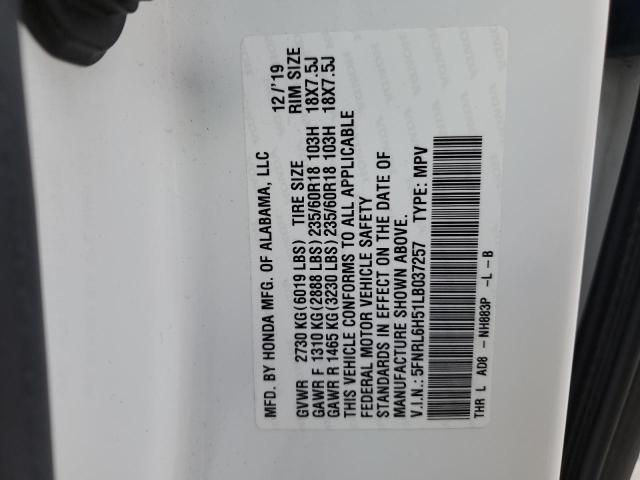 MFD. BY HONDA MFG. OF ALABAMA, LLC 12/'19
GVWR 2730 KG (6019 LBS) TIRE SIZE RIM SIZE
GAWR F 1310 KG (2888 LBS) 235/60R18 103H 18X7.5J
GAWR R 1465 KG (3230 LBS) 235/60R18 103H 18X7.5J
THIS VEHICLE CONFORMS TO ALL APPLICABLE
FEDERAL MOTOR VEHICLE SAFETY
STANDARDS IN EFFECT ON THE DATE OF
MANUFACTURE SHOWN ABOVE.
V.I.N.: 5FNRL6H51LB037257 TYPE: MPV
THR L AD8 - NH883P -L-B